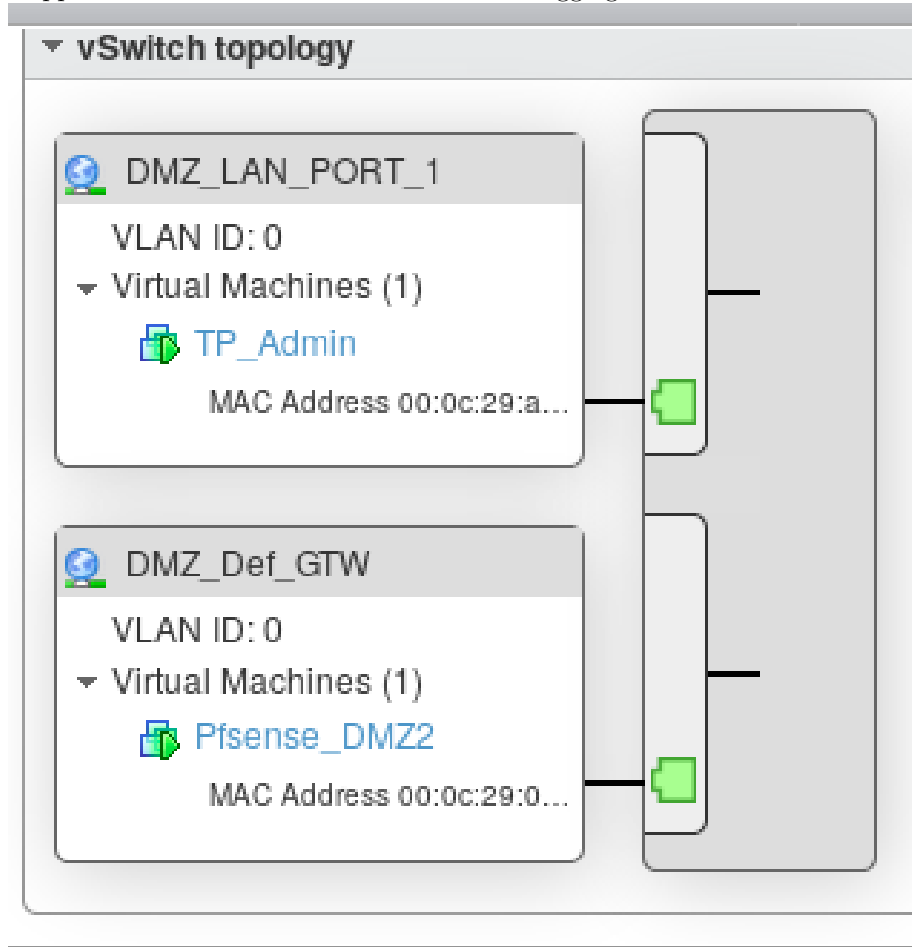 vSwitch topology
DMZ_LAN_PORT_1
VLAN ID: 0
Virtual Machines (1)
TP_Admin
MAC Address 00:0c:29:a...
DMZ_Def_GTW
VLAN ID: 0
Virtual Machines (1)
Pfsense_DMZ2
MAC Address 00:0c:29:0...